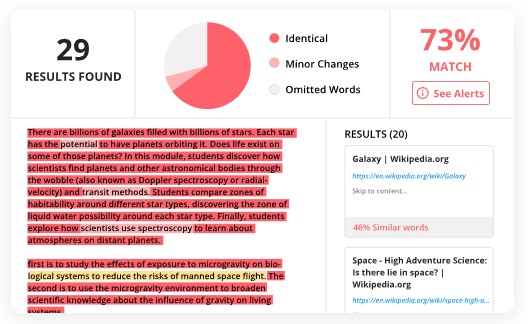 29
RESULTS FOUND
Identical
Minor Changes
Omitted Words
73%
MATCH
See Alerts
There are billions of galaxies filled with billions of stars. Each star
has the potential to have planets orbiting it. Does life exist on
some of those planets? In this module, students discover how
scientists find planets and other astronomical bodies through
the wobble (also known as Doppler spectroscopy or radial-
velocity) and transit methods. Students compare zones of
habitability around different star types, discovering the zone of
liquid water possibility around each star type. Finally, students
explore how scientists use spectroscopy to learn about
atmospheres on distant planets.
first is to study the effects of exposure to microgravity on bio-
logical systems to reduce the risks of manned space flight. The
second is to use the microgravity environment to broaden
scientific knowledge about the influence of gravity on living
systems.
RESULTS (20)
Galaxy | Wikipedia.org
https://en.wikipedia.org/wiki/Galaxy
Skip to content...
46% Similar words
Space - High Adventure Science:
Is there lie in space? |
Wikipedia.org
https://en.wikipedia.org/wiki/space-high-a...